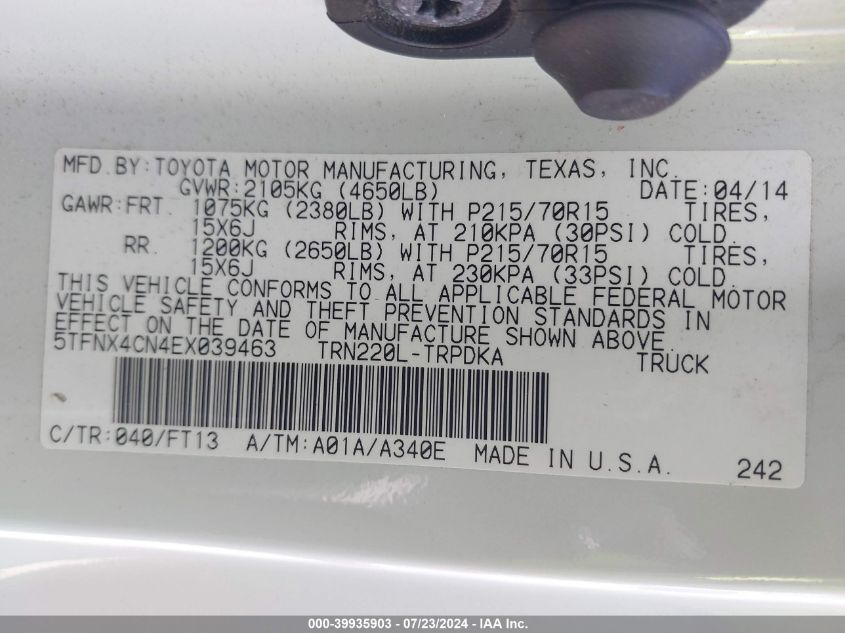 MFD.BY:TOYOTA MOTOR MANUFACTURING, TEXAS, INC.
GVWR:2105KG (4650LB) DATE:04/14
GAWR:FRT. 1075KG (2380LB) WITH P215/70R15 TIRES,
15X6J RIMS, AT 210KPA (30PSI) COLD.
RR. 1200KG (2650LB) WITH P215/70R15 TIRES,
15X6J RIMS, AT 230KPA (33PSI) COLD.
THIS VEHICLE CONFORMS TO ALL APPLICABLE FEDERAL MOTOR
VEHICLE SAFETY AND THEFT PREVENTION STANDARDS IN
EFFECT ON THE DATE OF MANUFACTURE SHOWN ABOVE.
5TFNX4CN4EX039463 TRN220L-TRPDKA TRUCK
C/TR:040/FT13 A/TM:A01A/A340E MADE IN U.S.A.
242
000-39935903 - 07/23/2024 - IAA Inc.